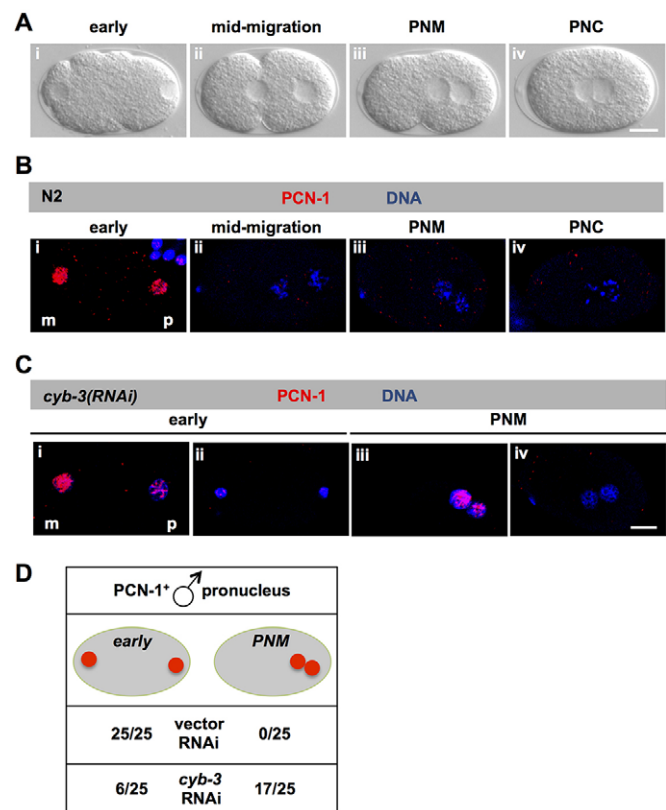 A
early mid-migration PNM PNC
i ii iii iv
B
N2 PCN-1 DNA
early mid-migration PNM PNC
i ii iii iv
m p
C
cyb-3(RNAi) PCN-1 DNA
early PNM
i ii iii iv
m p
D
PCN-1+ ♂ pronucleus
early PNM
25/25 vector RNAi 0/25
6/25 cyb-3 RNAi 17/25